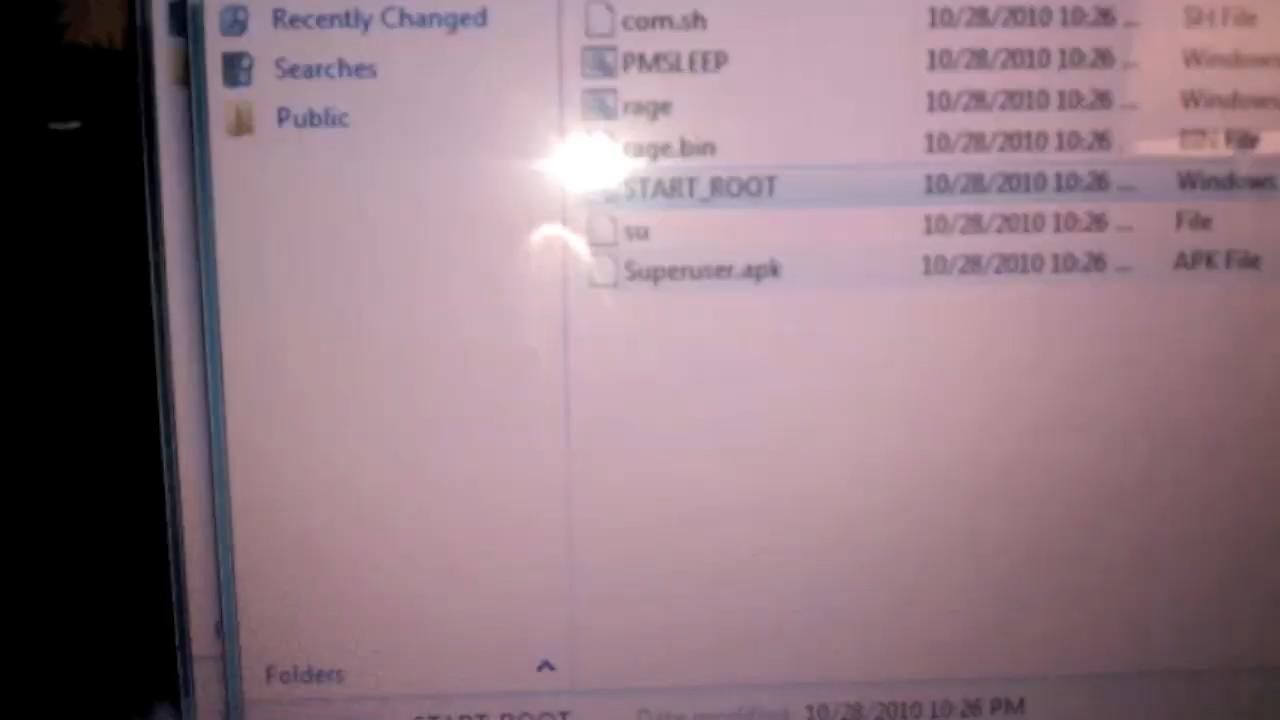 Recently Changed
Searches
Public
com.sh 10/28/2010 10:26 ... SH File
PMSLEEP 10/28/2010 10:26 ... Windows
rage 10/28/2010 10:26 ... Windows
rage.bin 10/28/2010 10:26 BIN File
START_ROOT 10/28/2010 10:26 ... Windows
su 10/28/2010 10:26 ... File
Superuser.apk 10/28/2010 10:26 ... APK File
Folders
START_ROOT Date modified: 10/28/2010 10:26 PM